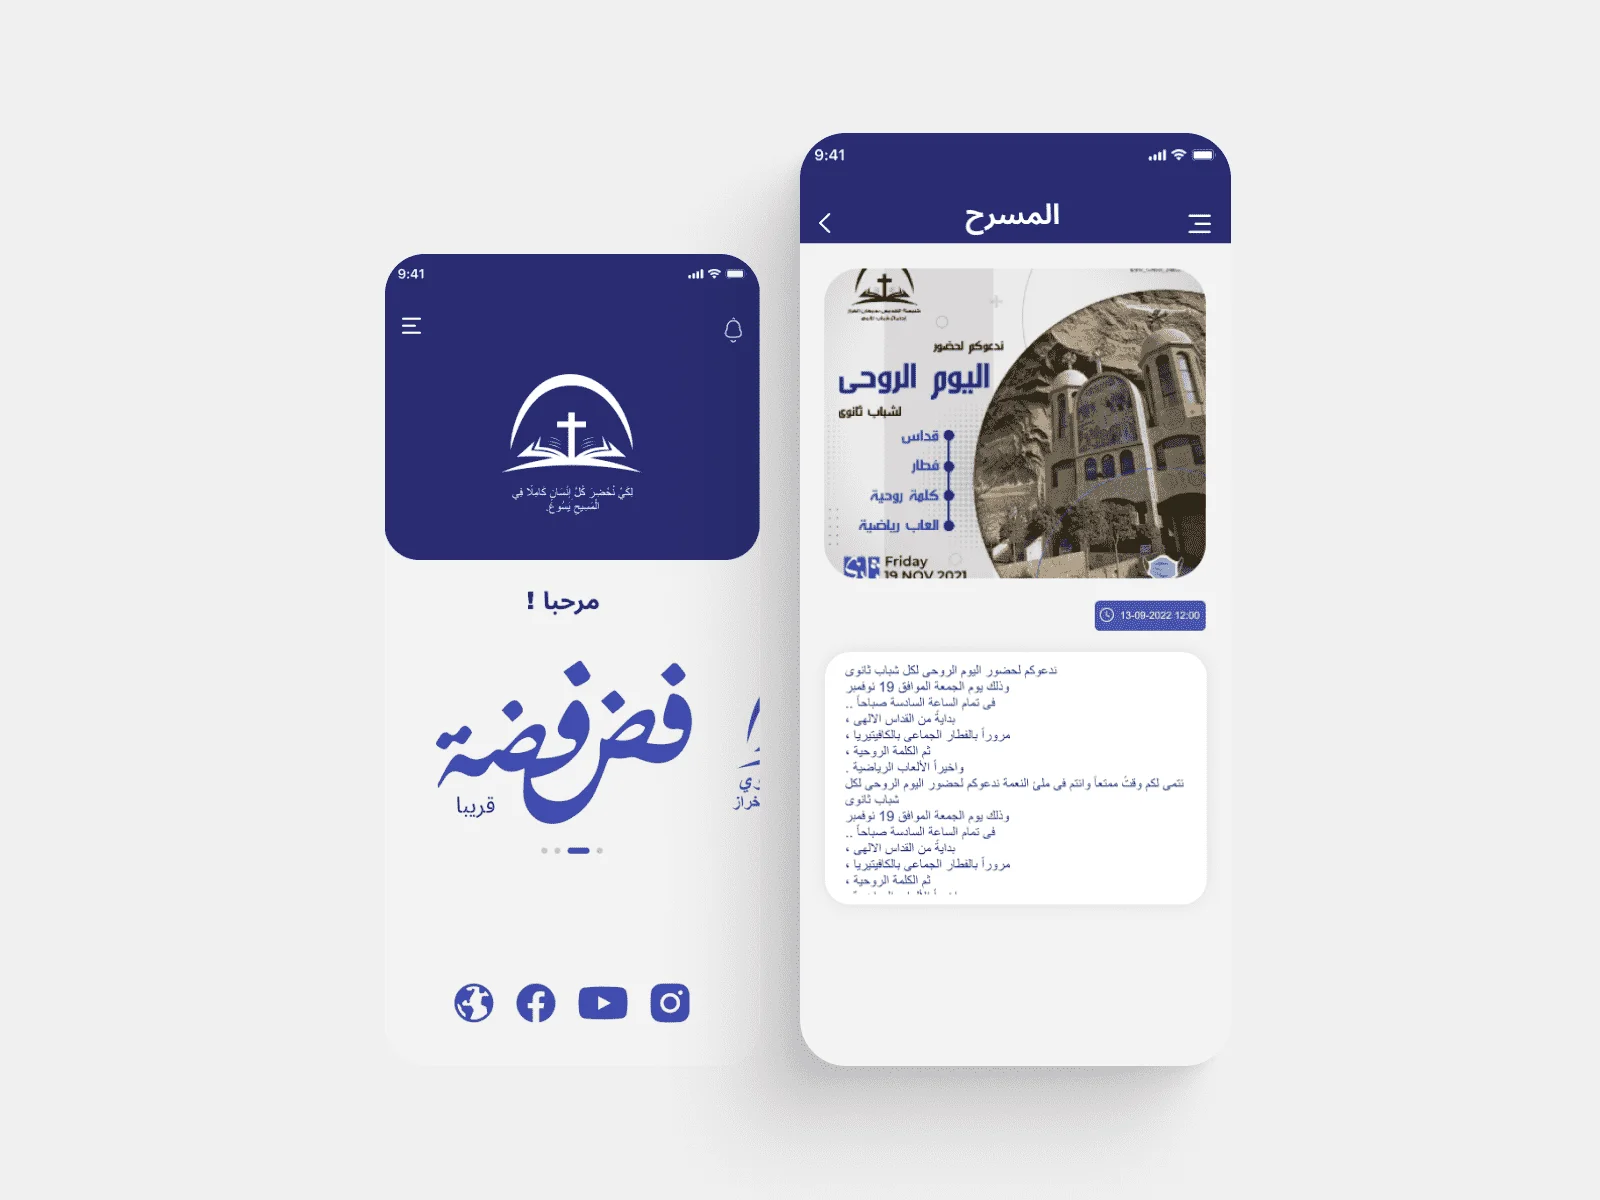 9:41
لِكَيْ نُحْضِرَ كُلَّ إِنْسَانٍ كَامِلًا فِي
الْمَسِيحِ يَسُوعَ.
مرحبا !
فضفضة
قريبا
وي
خراز
9:41
المسرح
ندعوكم لحضور
اليوم الروحى
لشباب ثانوى
قداس
فطار
كلمة روحية
العاب رياضية
Friday
19 NOV 2021
13-09-2022 12:00
ندعوكم لحضور اليوم الروحى لكل شباب ثانوى
وذلك يوم الجمعة الموافق 19 نوفمبر
فى تمام الساعة السادسة صباحاً ..
بدايةً من القداس الالهى ،
مروراً بالفطار الجماعى بالكافيتيريا ،
ثم الكلمة الروحية ،
واخيراً الألعاب الرياضية .
نتمى لكم وقتً ممتعاً وانتم فى ملئ النعمة ندعوكم لحضور اليوم الروحى لكل
شباب ثانوى
وذلك يوم الجمعة الموافق 19 نوفمبر
فى تمام الساعة السادسة صباحاً ..
بدايةً من القداس الالهى ،
مروراً بالفطار الجماعى بالكافيتيريا ،
ثم الكلمة الروحية ،